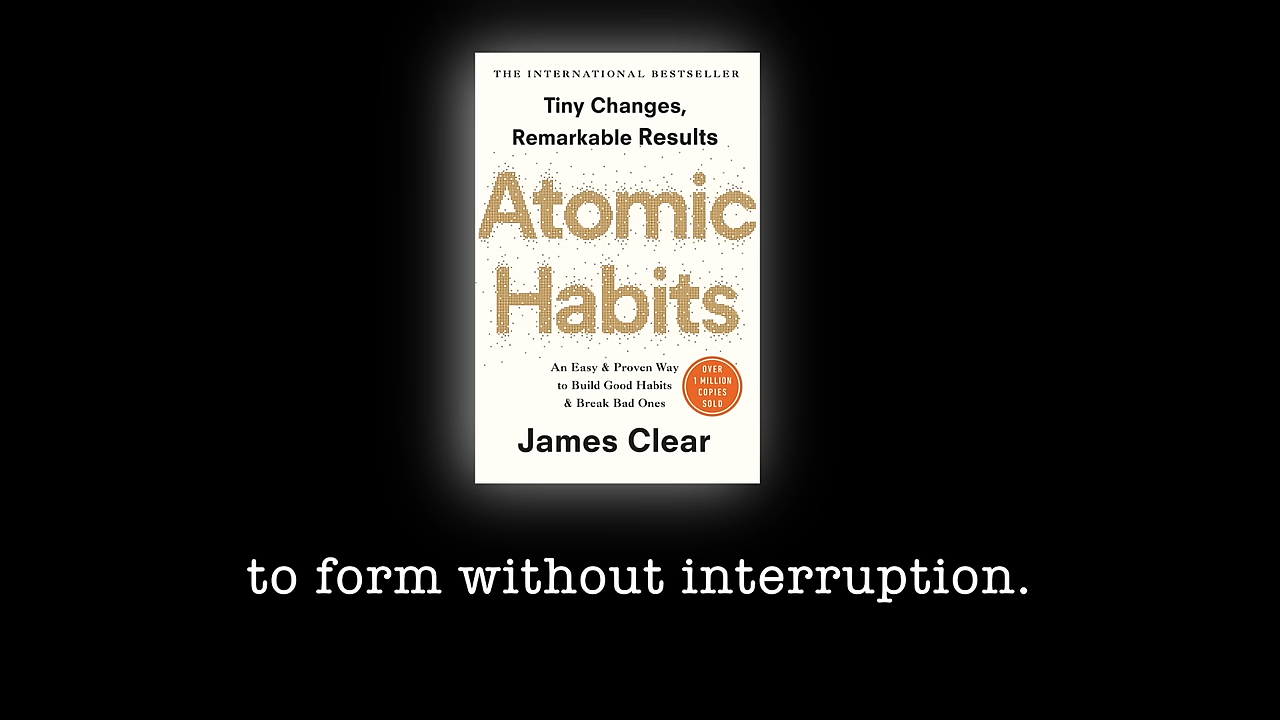 THE INTERNATIONAL BESTSELLER
Tiny Changes,
Remarkable Results
Atomic
Habits
An Easy & Proven Way
to Build Good Habits
& Break Bad Ones
OVER
1 MILLION
COPIES
SOLD
James Clear
to form without interruption.